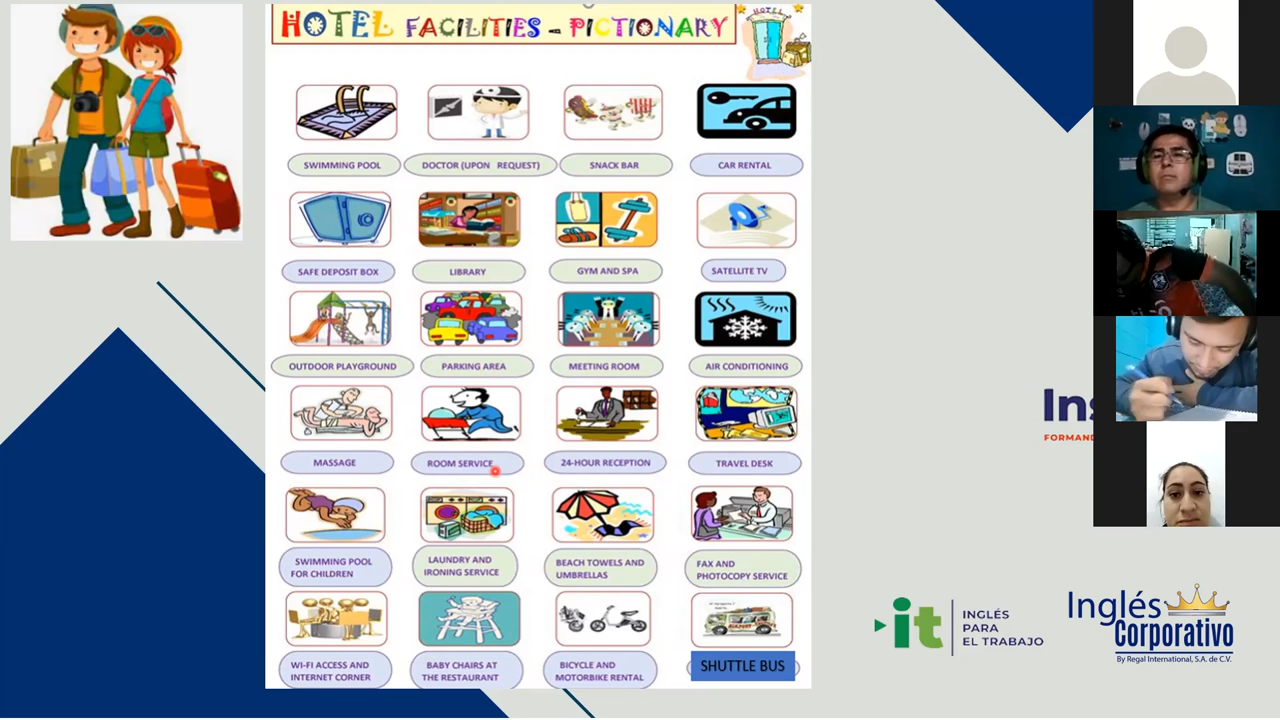 HOTEL FACILITIES - PICTIONARY
HOTEL
SWIMMING POOL
DOCTOR (UPON REQUEST)
SNACK BAR
CAR RENTAL
SAFE DEPOSIT BOX
LIBRARY
GYM AND SPA
SATELLITE TV
OUTDOOR PLAYGROUND
PARKING AREA
MEETING ROOM
AIR CONDITIONING
MASSAGE
ROOM SERVICE
24-HOUR RECEPTION
TRAVEL DESK
SWIMMING POOL
FOR CHILDREN
LAUNDRY AND
IRONING SERVICE
BEACH TOWELS AND
UMBRELLAS
FAX AND
PHOTOCOPY SERVICE
WI-FI ACCESS AND
INTERNET CORNER
BABY CHAIRS AT
THE RESTAURANT
BICYCLE AND
MOTORBIKE RENTAL
SHUTTLE BUS
Ins
FORMAND
it
INGLÉS
PARA
EL TRABAJO
Inglés
Corporativo
By Regal International, S.A. de C.V.